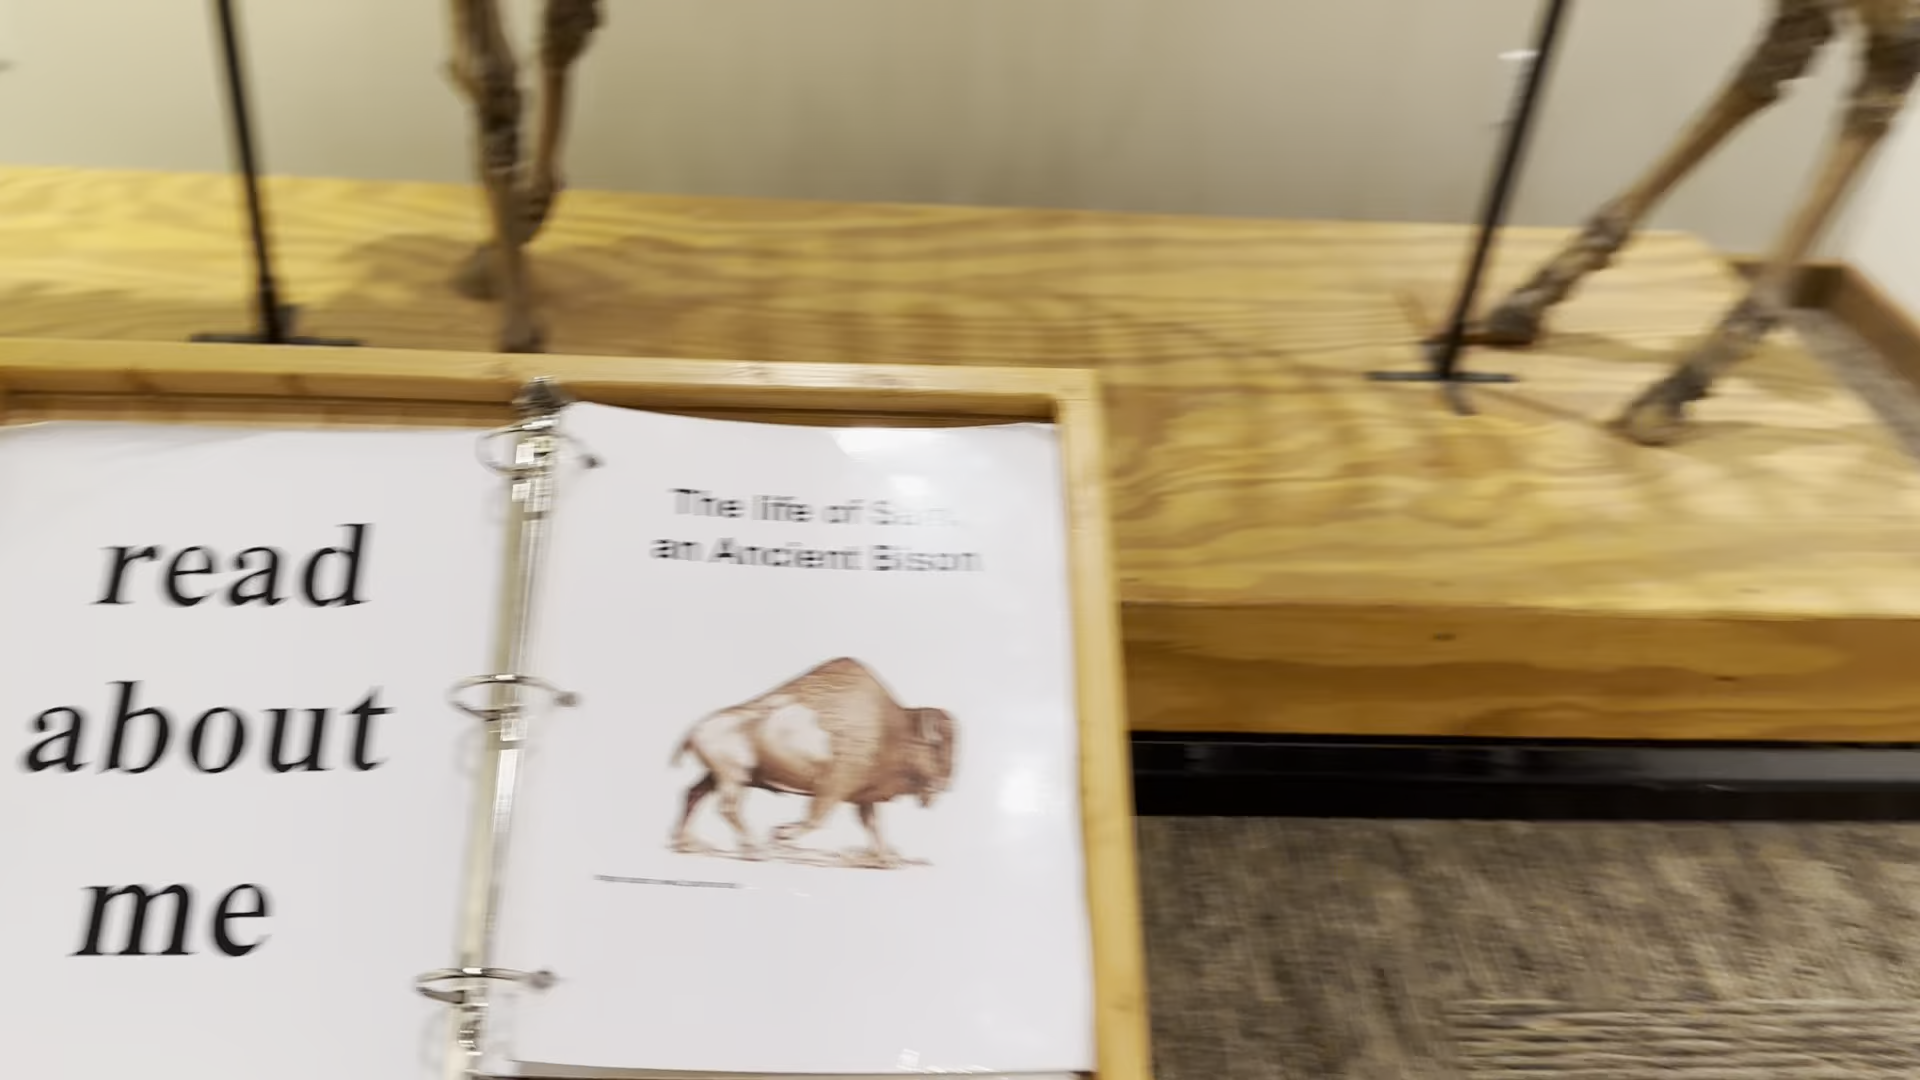 read
about
me
The life of
an Ancient Bison